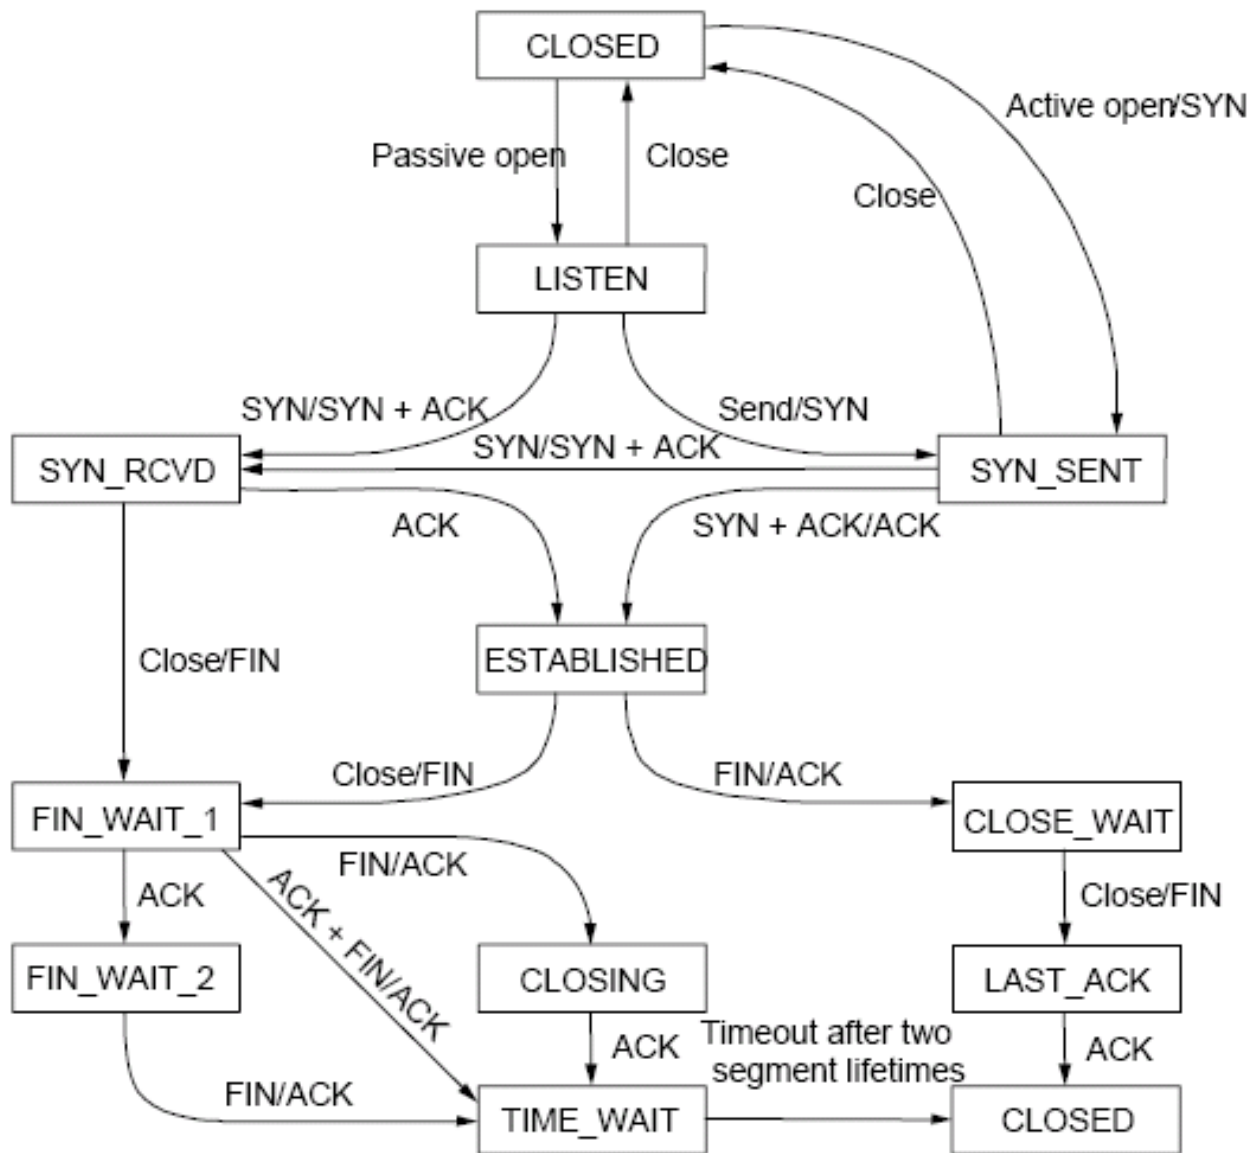 CLOSED
Active open/SYN
Passive open
Close
Close
LISTEN
SYN/SYN + ACK
Send/SYN
SYN/SYN + ACK
SYN_RCVD
SYN_SENT
ACK
SYN + ACK/ACK
Close/FIN
ESTABLISHED
Close/FIN
FIN/ACK
FIN_WAIT_1
CLOSE_WAIT
FIN/ACK
ACK
ACK + FIN/ACK
Close/FIN
FIN_WAIT_2
CLOSING
LAST_ACK
Timeout after two
segment lifetimes
ACK
ACK
FIN/ACK
TIME_WAIT
CLOSED